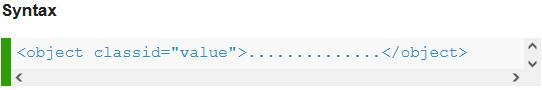 Syntax
<object classid="value">..............</object>